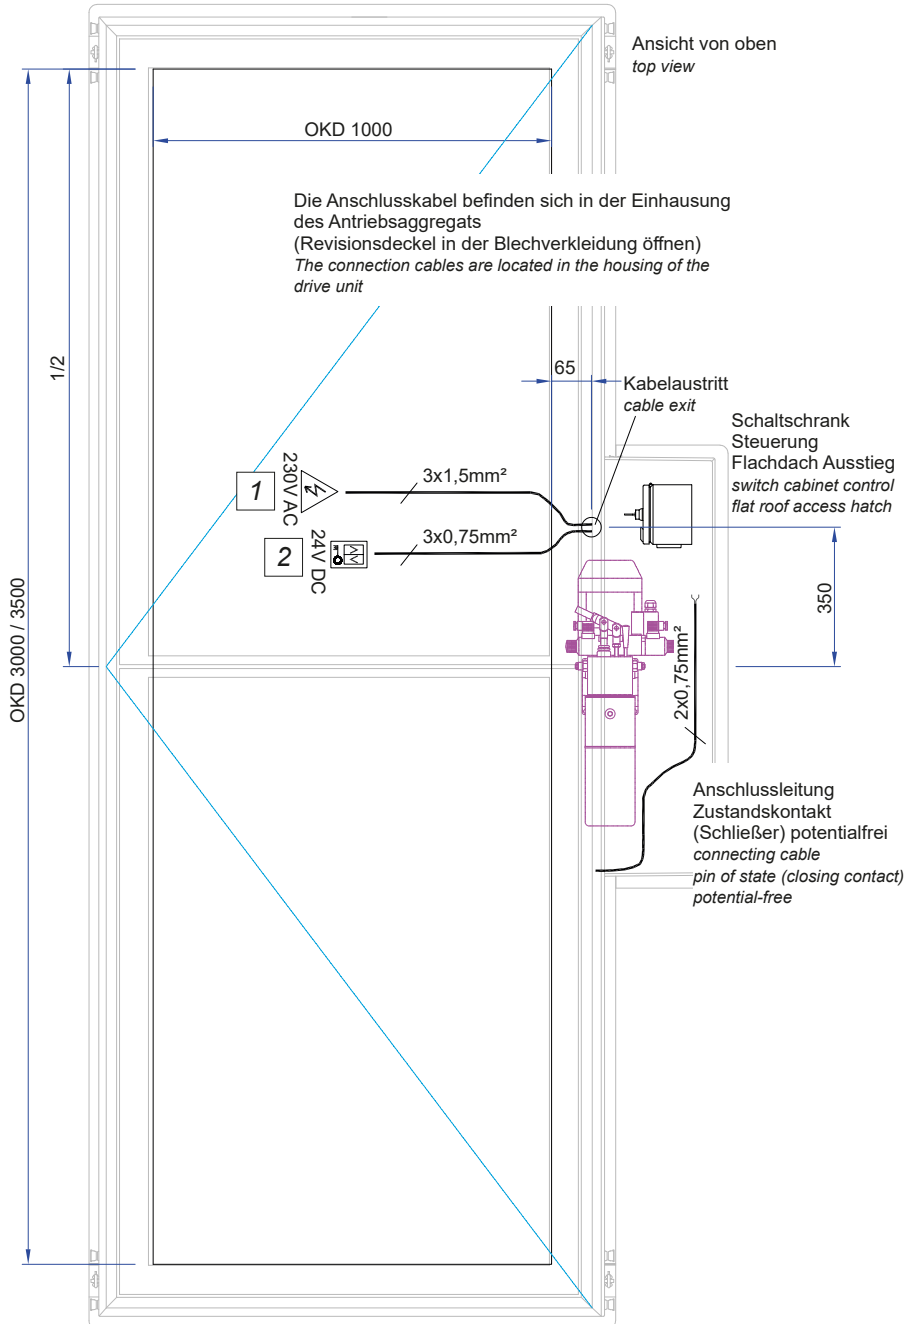 Ansicht von oben
top view
OKD 1000
Die Anschlusskabel befinden sich in der Einhausung
des Antriebsaggregats
(Revisionsdeckel in der Blechverkleidung öffnen)
The connection cables are located in the housing of the
drive unit
1/2
65
Kabelaustritt
cable exit
Schaltschrank
Steuerung
Flachdach Ausstieg
switch cabinet control
flat roof access hatch
1
230V AC
3x1,5mm²
2
24V DC
3x0,75mm²
350
OKD 3000 / 3500
2x0,75mm²
Anschlussleitung
Zustandskontakt
(Schließer) potentialfrei
connecting cable
pin of state (closing contact)
potential-free